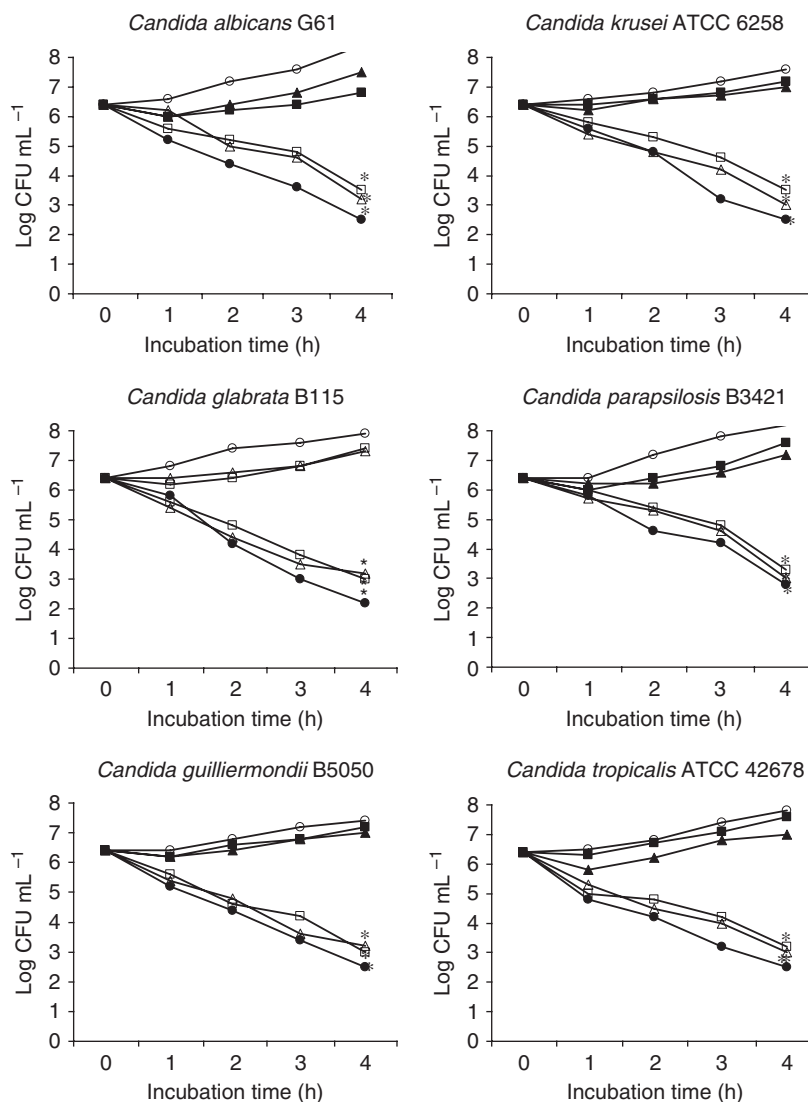 Candida albicans G61
8
7
6
5
4
3
2
1
0
Log CFU mL⁻¹
0 1 2 3 4
Incubation time (h)
Candida krusei ATCC 6258
8
7
6
5
4
3
2
1
0
Log CFU mL⁻¹
0 1 2 3 4
Incubation time (h)
Candida glabrata B115
8
7
6
5
4
3
2
1
0
Log CFU mL⁻¹
0 1 2 3 4
Incubation time (h)
Candida parapsilosis B3421
8
7
6
5
4
3
2
1
0
Log CFU mL⁻¹
0 1 2 3 4
Incubation time (h)
Candida guilliermondii B5050
8
7
6
5
4
3
2
1
0
Log CFU mL⁻¹
0 1 2 3 4
Incubation time (h)
Candida tropicalis ATCC 42678
8
7
6
5
4
3
2
1
0
Log CFU mL⁻¹
0 1 2 3 4
Incubation time (h)